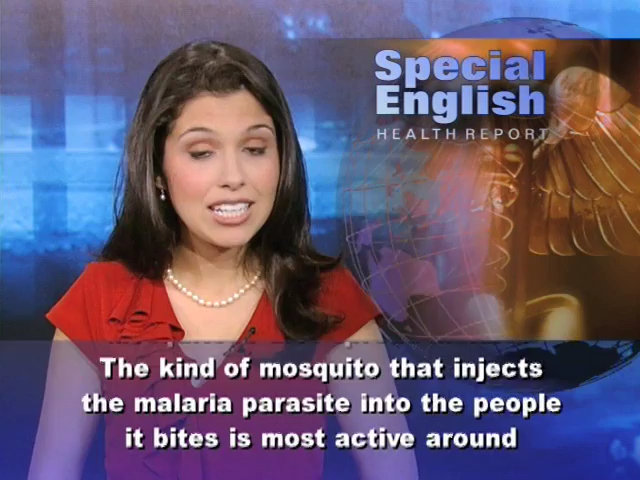 Special
English
HEALTH REPORT
The kind of mosquito that injects
the malaria parasite into the people
it bites is most active around